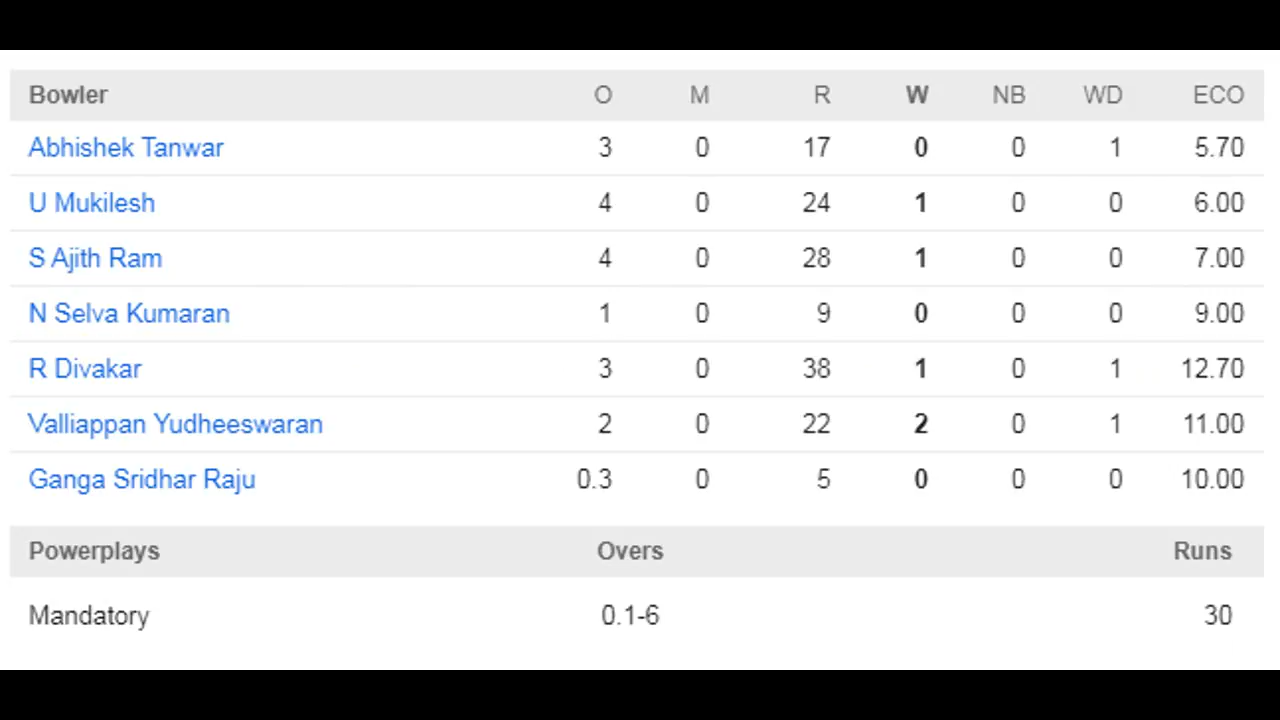 Bowler O M R W NB WD ECO
Abhishek Tanwar 3 0 17 0 0 1 5.70
U Mukilesh 4 0 24 1 0 0 6.00
S Ajith Ram 4 0 28 1 0 0 7.00
N Selva Kumaran 1 0 9 0 0 0 9.00
R Divakar 3 0 38 1 0 1 12.70
Valliappan Yudheeswaran 2 0 22 2 0 1 11.00
Ganga Sridhar Raju 0.3 0 5 0 0 0 10.00
Powerplays Overs Runs
Mandatory 0.1-6 30